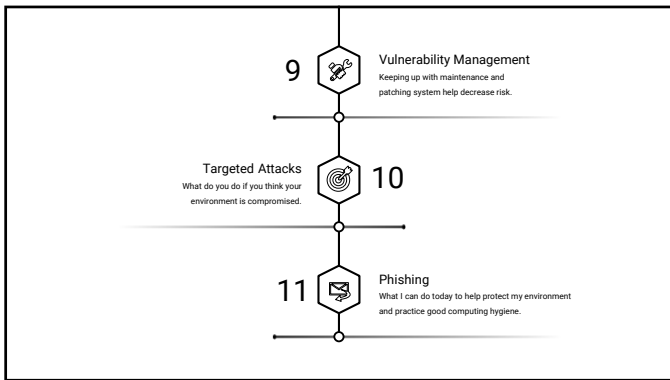 9
Vulnerability Management
Keeping up with maintenance and
patching system help decrease risk.
Targeted Attacks
What do you do if you think your
environment is compromised.
10
11
Phishing
What I can do today to help protect my environment
and practice good computing hygiene.